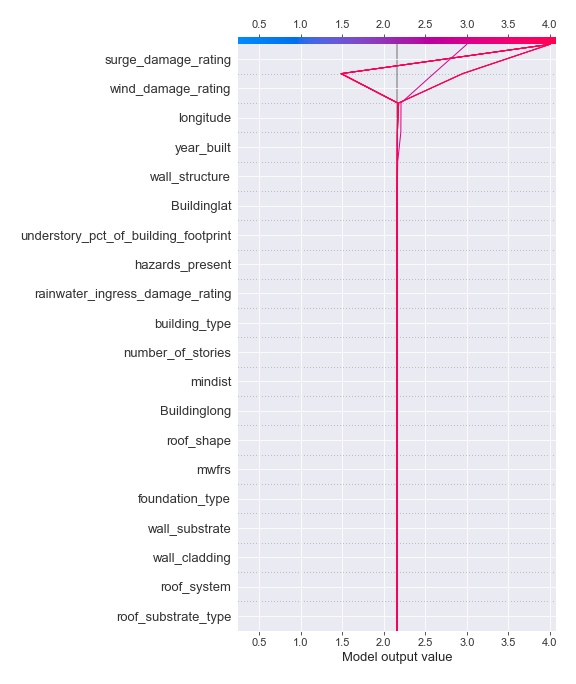 0.5 1.0 1.5 2.0 2.5 3.0 3.5 4.0
surge_damage_rating
wind_damage_rating
longitude
year_built
wall_structure
Buildinglat
understory_pct_of_building_footprint
hazards_present
rainwater_ingress_damage_rating
building_type
number_of_stories
mindist
Buildinglong
roof_shape
mwfrs
foundation_type
wall_substrate
wall_cladding
roof_system
roof_substrate_type
0.5 1.0 1.5 2.0 2.5 3.0 3.5 4.0
Model output value